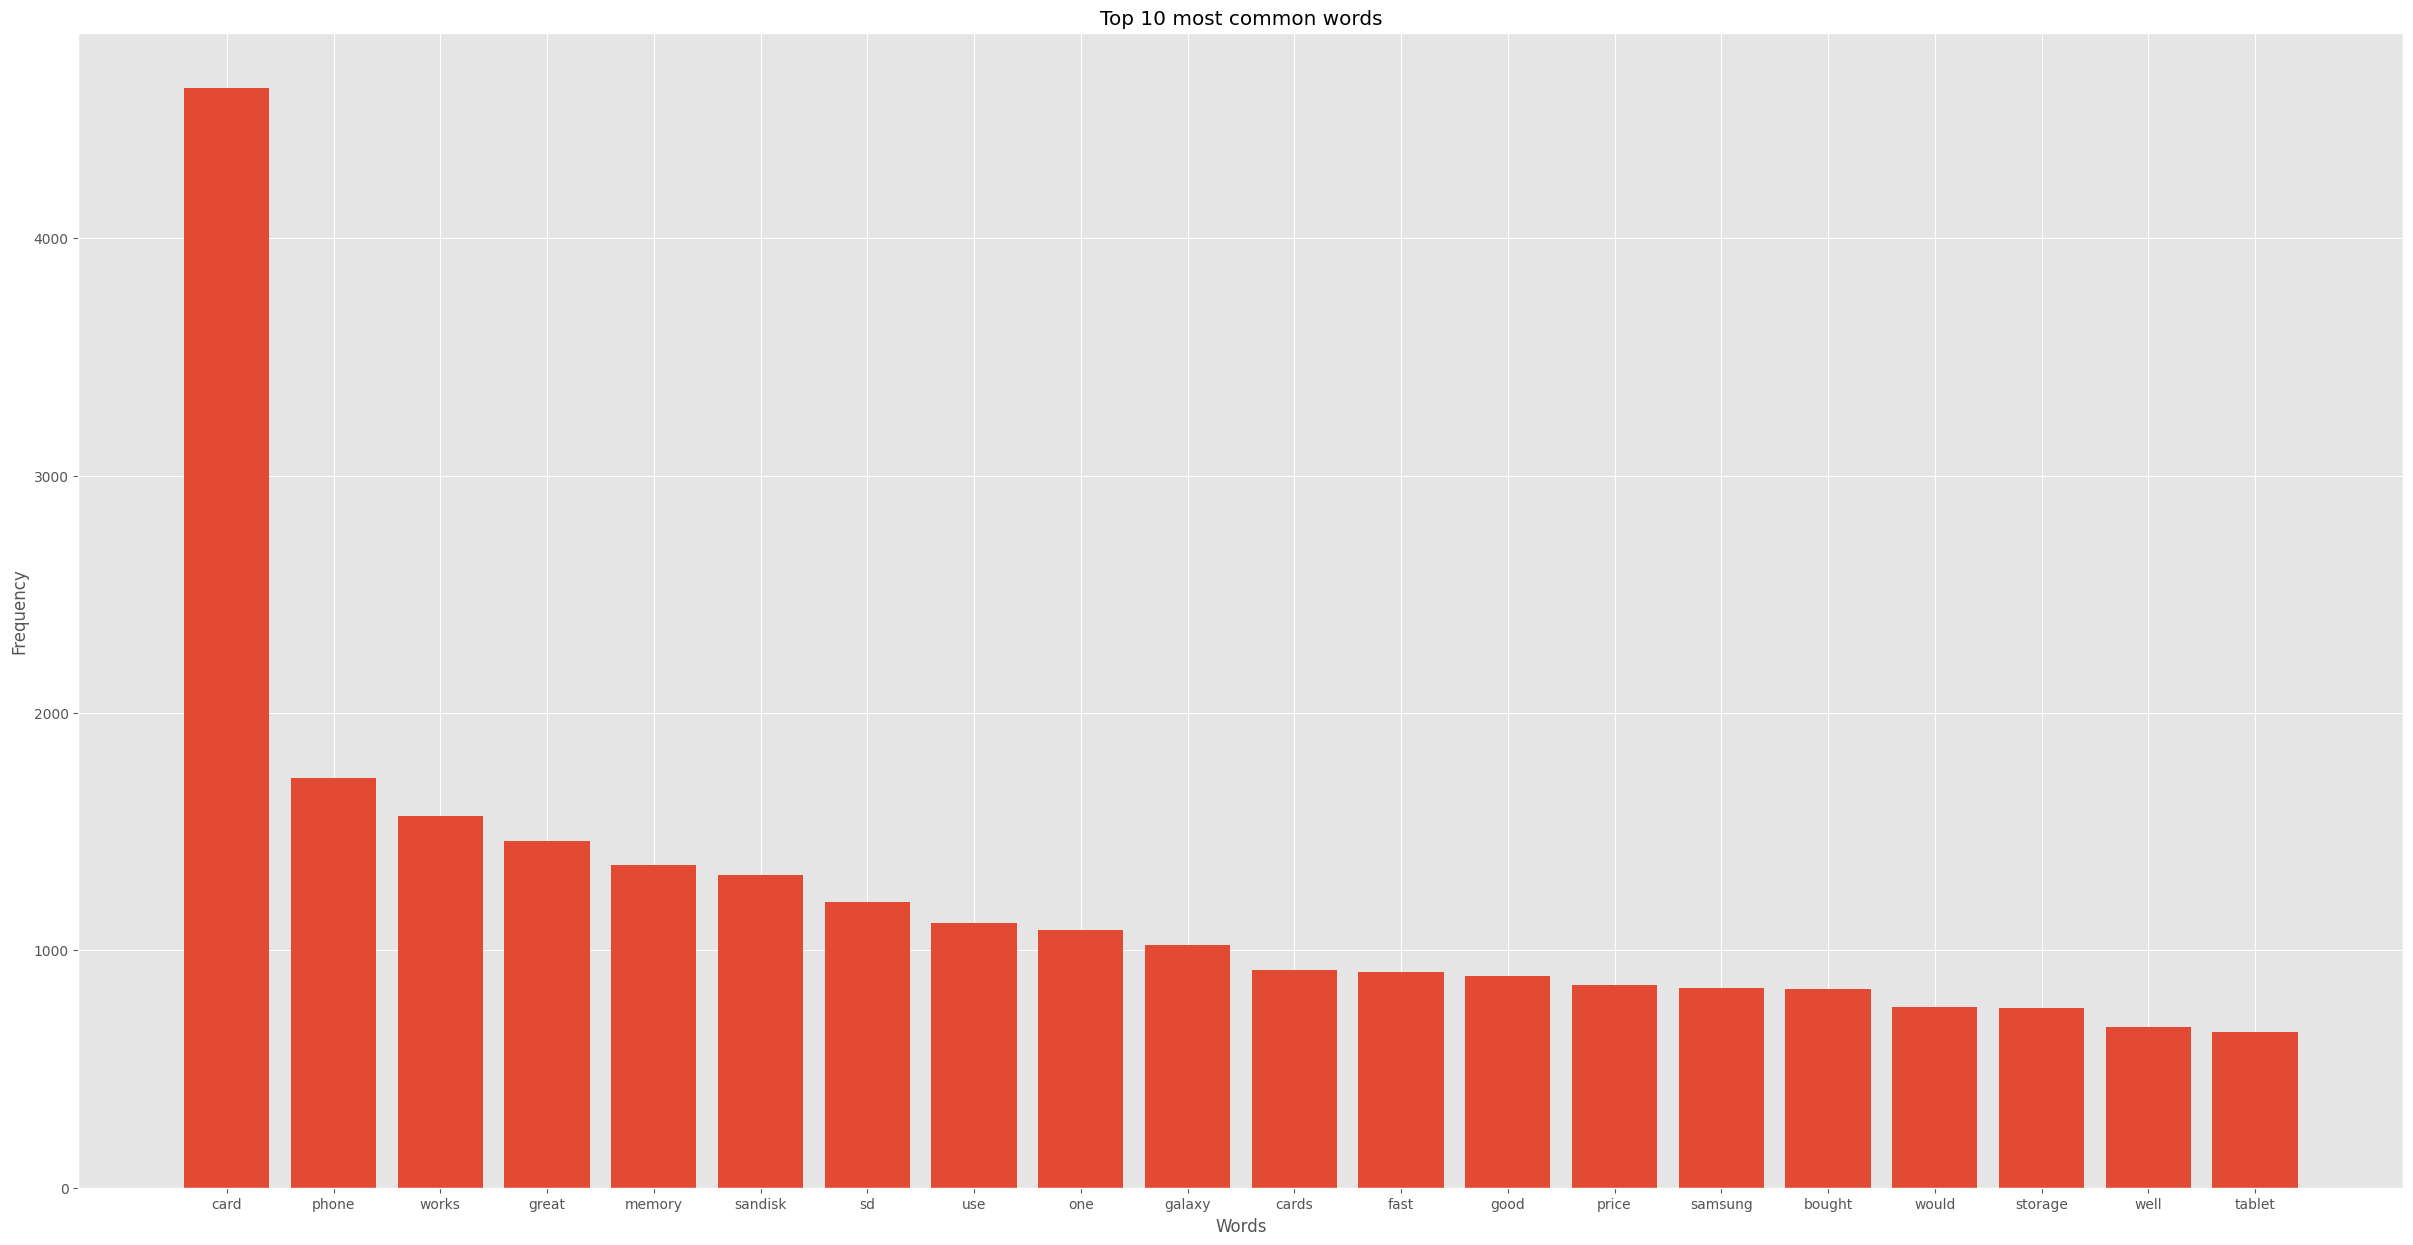 Top 10 most common words
Frequency
4000
3000
2000
1000
0
card phone works great memory sandisk sd use one galaxy cards fast good price samsung bought would storage well tablet
Words